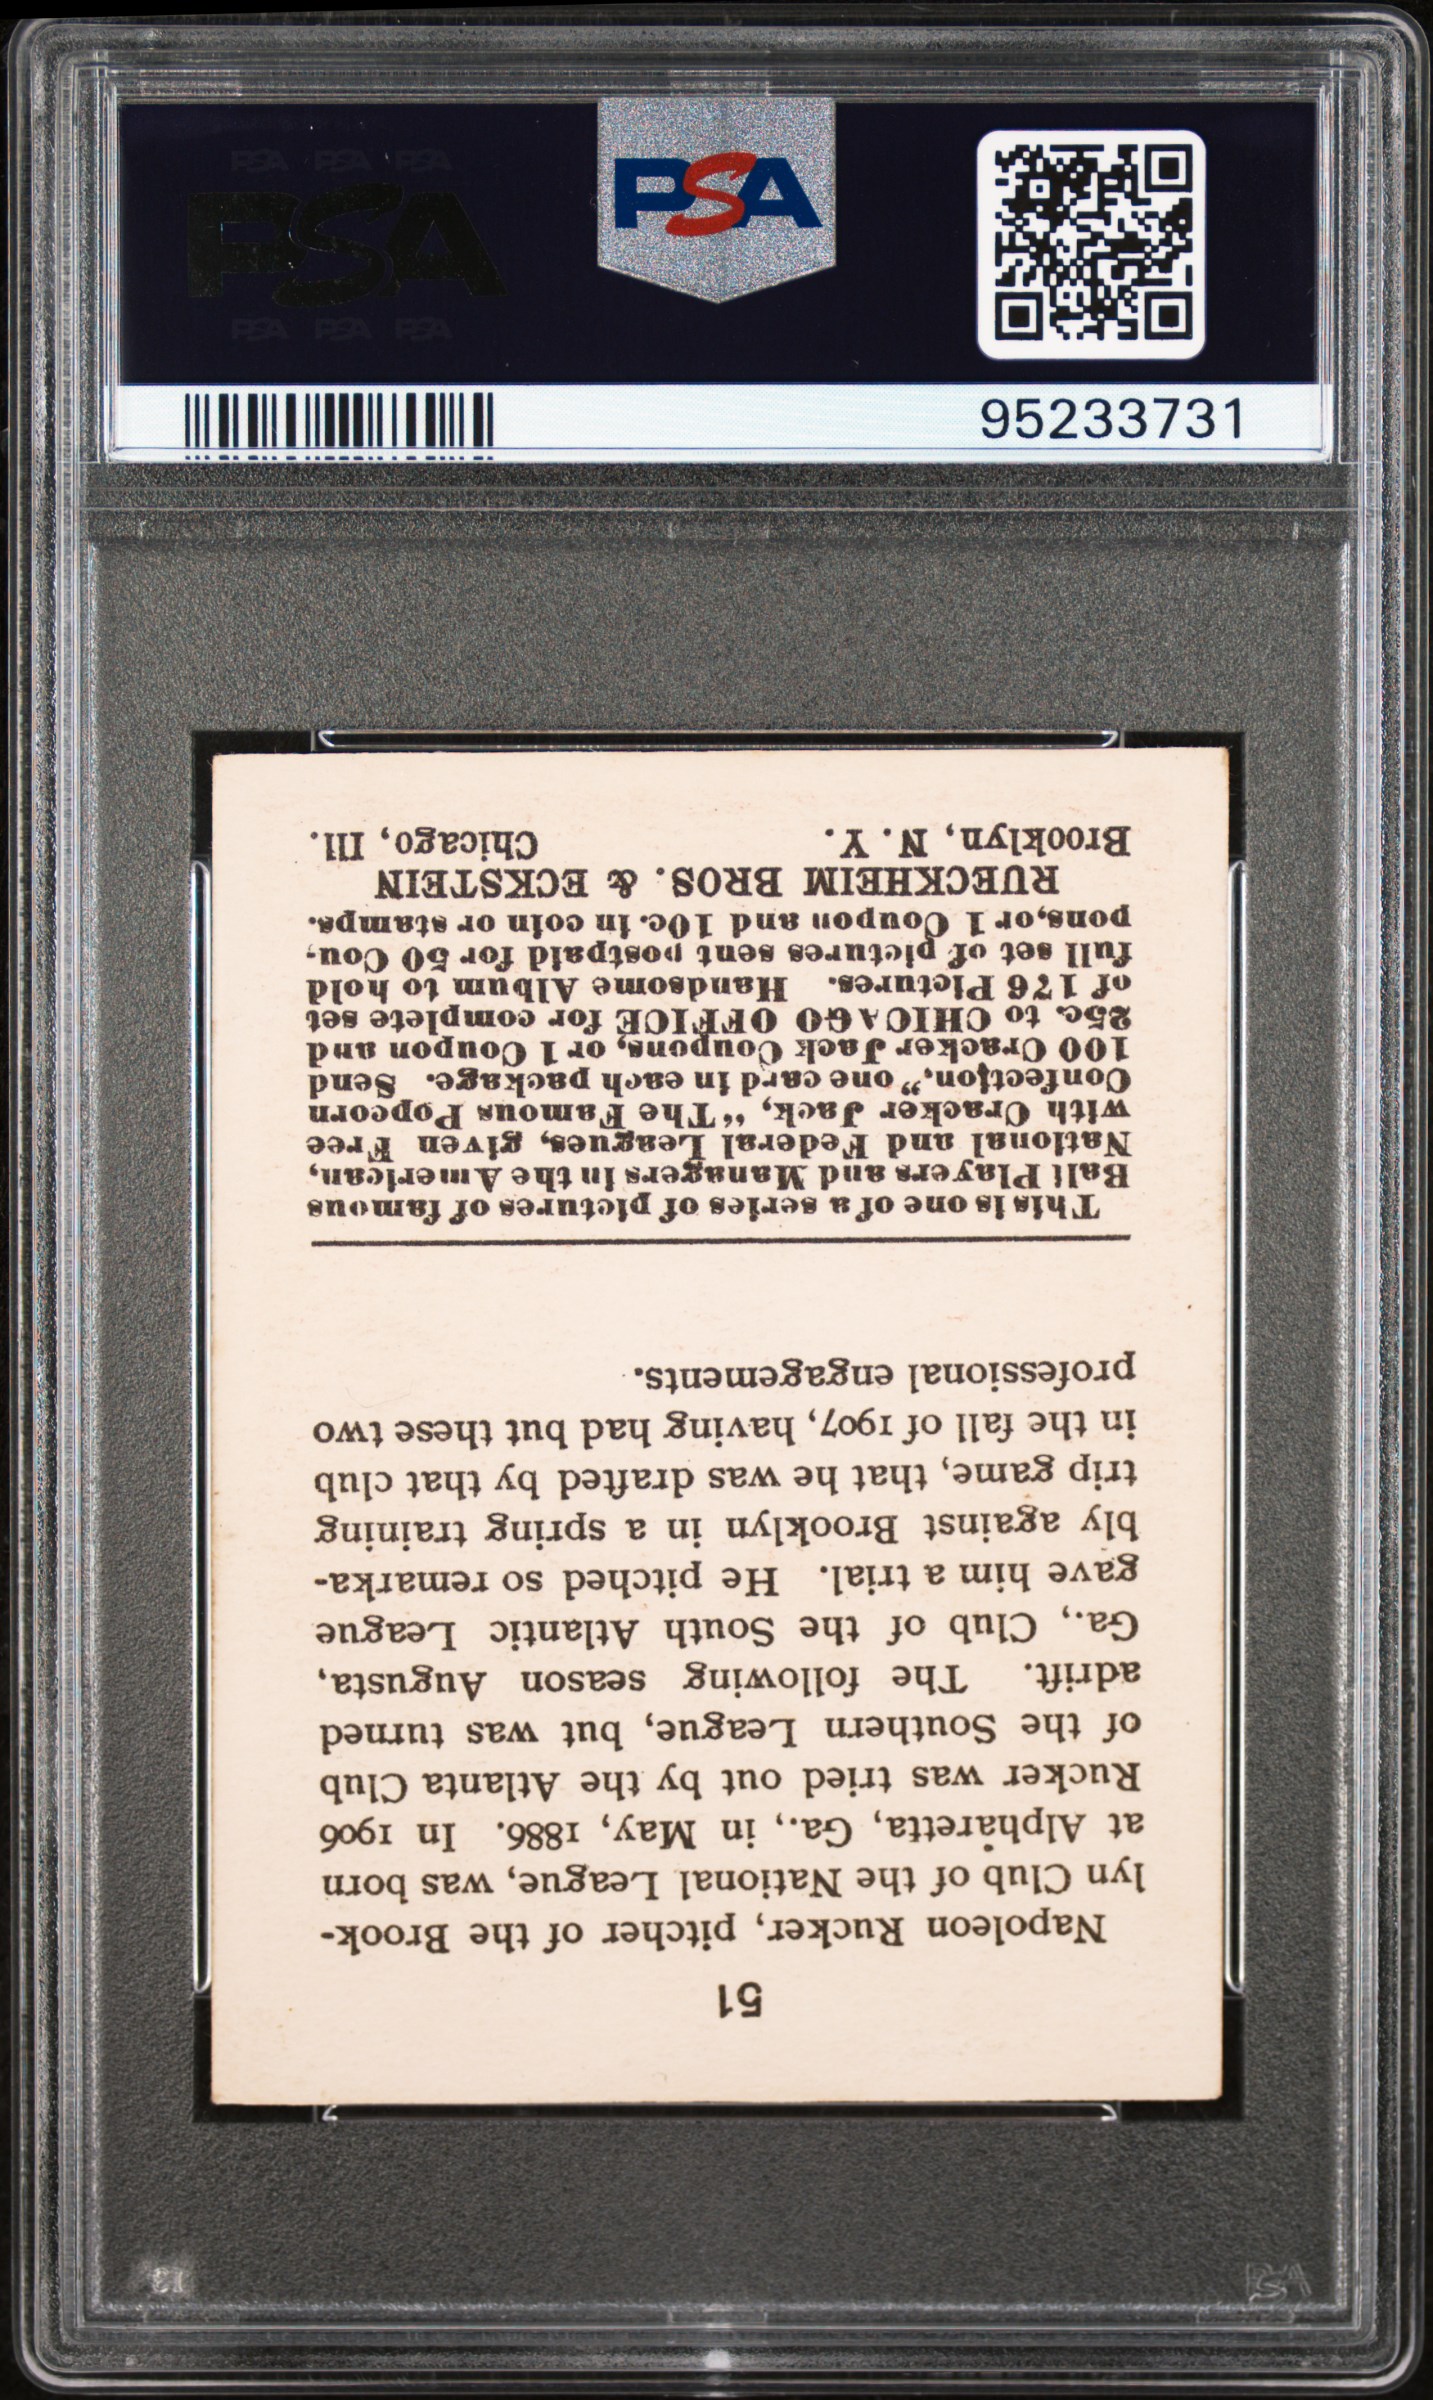 PSA PSA PSA
PSA
PSA PSA PSA
PSA
95233731
51
Napoleon Rucker, pitcher of the Brook-
lyn Club of the National League, was born
at Alpharetta, Ga., in May, 1886. In 1906
Rucker was tried out by the Atlanta Club
of the Southern League, but was turned
adrift. The following season Augusta,
Ga., Club of the South Atlantic League
gave him a trial. He pitched so remarka-
bly against Brooklyn in a spring training
trip game, that he was drafted by that club
in the fall of 1907, having had but these two
professional engagements.
This is one of a series of pictures of famous
Ball Players and Managers in the American,
National and Federal Leagues, given Free
with Cracker Jack, "The Famous Popcorn
Confection," one card in each package. Send
100 Cracker Jack Coupons, or 1 Coupon and
25c. to CHICAGO OFFICE for complete set
of 176 Pictures. Handsome Album to hold
full set of pictures sent postpaid for 50 Cou-
pons, or 1 Coupon and 10c. in coin or stamps.
RUECKHEIM BROS. & ECKSTEIN
Brooklyn, N. Y. Chicago, Ill.
PSA